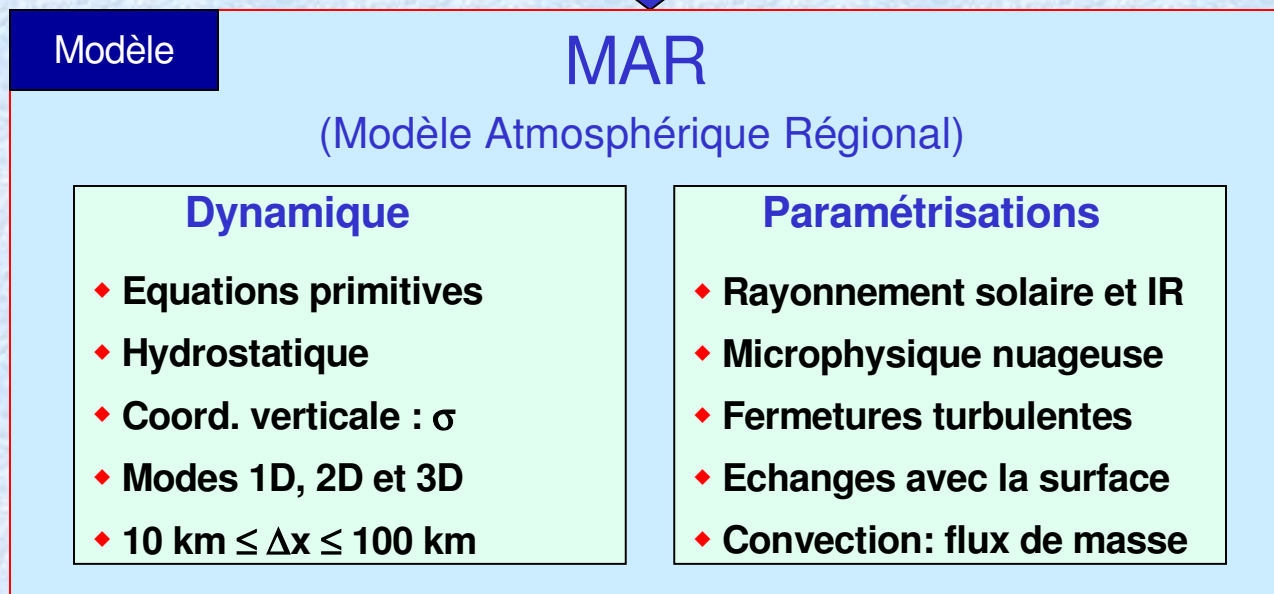 Modèle
MAR
(Modèle Atmosphérique Régional)
Dynamique
Equations primitives
Hydrostatique
Coord. verticale : σ
Modes 1D, 2D et 3D
10 km ≤ Δx ≤ 100 km
Paramétrisations
Rayonnement solaire et IR
Microphysique nuageuse
Fermetures turbulentes
Echanges avec la surface
Convection: flux de masse